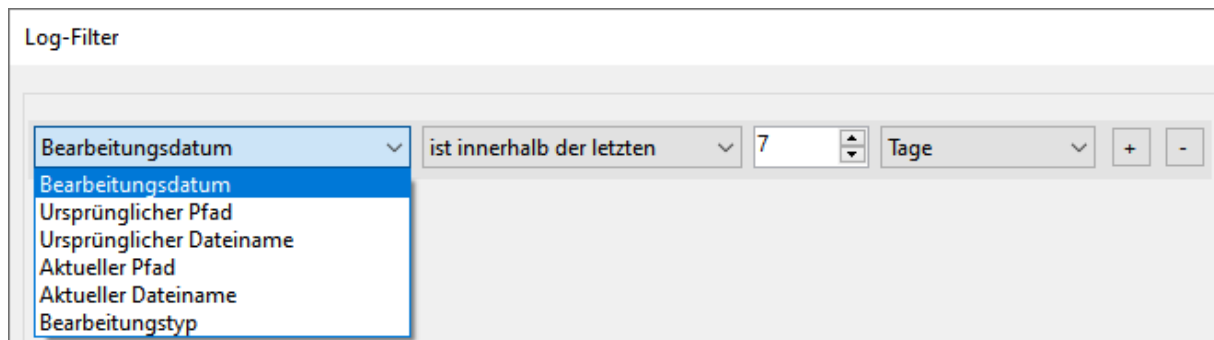 Log-Filter
Bearbeitungsdatum ist innerhalb der letzten 7 Tage + -
Bearbeitungsdatum
Ursprünglicher Pfad
Ursprünglicher Dateiname
Aktueller Pfad
Aktueller Dateiname
Bearbeitungstyp